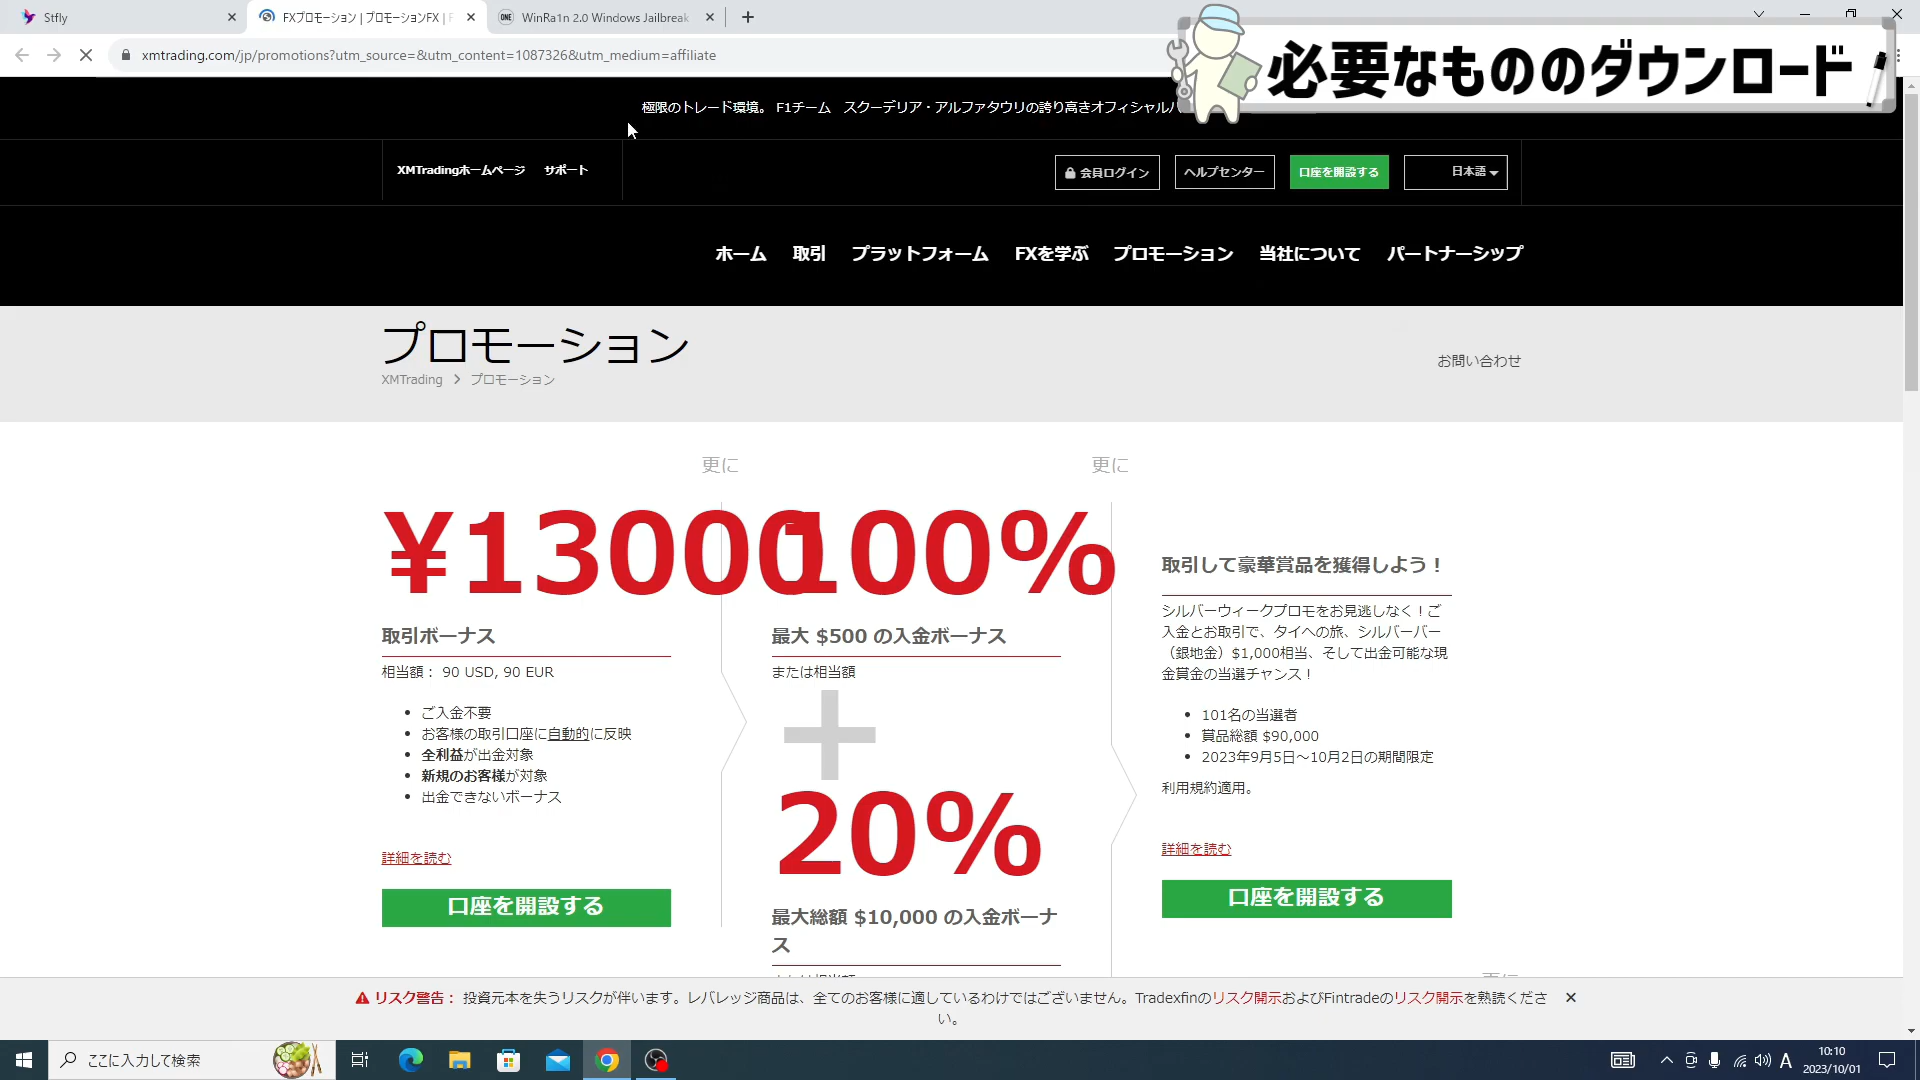 Stfly
FXプロモーション | プロモーションFX | F
ONE
WinRa1n 2.0 Windows Jailbreak
xmtrading.com/jp/promotions?utm_source=&utm_content=1087326&utm_medium=affiliate
必要なもののダウンロード
極限のトレード環境。 F1チーム スクーデリア・アルファタウリの誇り高きオフィシャル
XMTradingホームページ サポート
会員ログイン ヘルプセンター 口座を開設する 日本語
ホーム 取引 プラットフォーム FXを学ぶ プロモーション 当社について パートナーシップ
プロモーション
XMTrading > プロモーション
お問い合わせ
更に
¥13000
取引ボーナス
相当額： 90 USD, 90 EUR
• ご入金不要
• お客様の取引口座に自動的に反映
• 全利益が出金対象
• 新規のお客様が対象
• 出金できないボーナス
詳細を読む
口座を開設する
更に
100%
最大 $500 の入金ボーナス
または相当額
+
20%
最大総額 $10,000 の入金ボーナ
ス
取引して豪華賞品を獲得しよう！
シルバーウィークプロモをお見逃しなく！ご
入金とお取引で、タイへの旅、シルバーバー
（銀地金）$1,000相当、そして出金可能な現
金賞金の当選チャンス！
• 101名の当選者
• 賞品総額 $90,000
• 2023年9月5日～10月2日の期間限定
利用規約適用。
詳細を読む
口座を開設する
リスク警告： 投資元本を失うリスクが伴います。レバレッジ商品は、全てのお客様に適しているわけではございません。Tradexfinのリスク開示およびFintradeのリスク開示を熟読くださ
い。
ここに入力して検索
A
10:10
2023/10/01